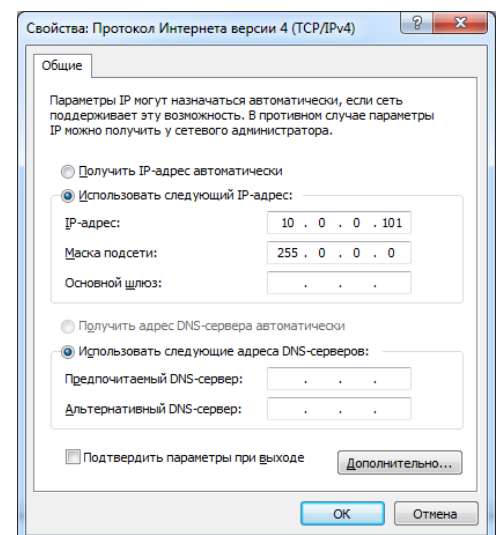 Свойства: Протокол Интернета версии 4 (TCP/IPv4)
Общие
Параметры IP могут назначаться автоматически, если сеть
поддерживает эту возможность. В противном случае параметры
IP можно получить у сетевого администратора.
Получить IP-адрес автоматически
Использовать следующий IP-адрес:
IP-адрес: 10 . 0 . 0 . 101
Маска подсети: 255 . 0 . 0 . 0
Основной шлюз: . . .
Получить адрес DNS-сервера автоматически
Использовать следующие адреса DNS-серверов:
Предпочитаемый DNS-сервер: . . .
Альтернативный DNS-сервер: . . .
Подтвердить параметры при выходе
Дополнительно...
ОК
Отмена